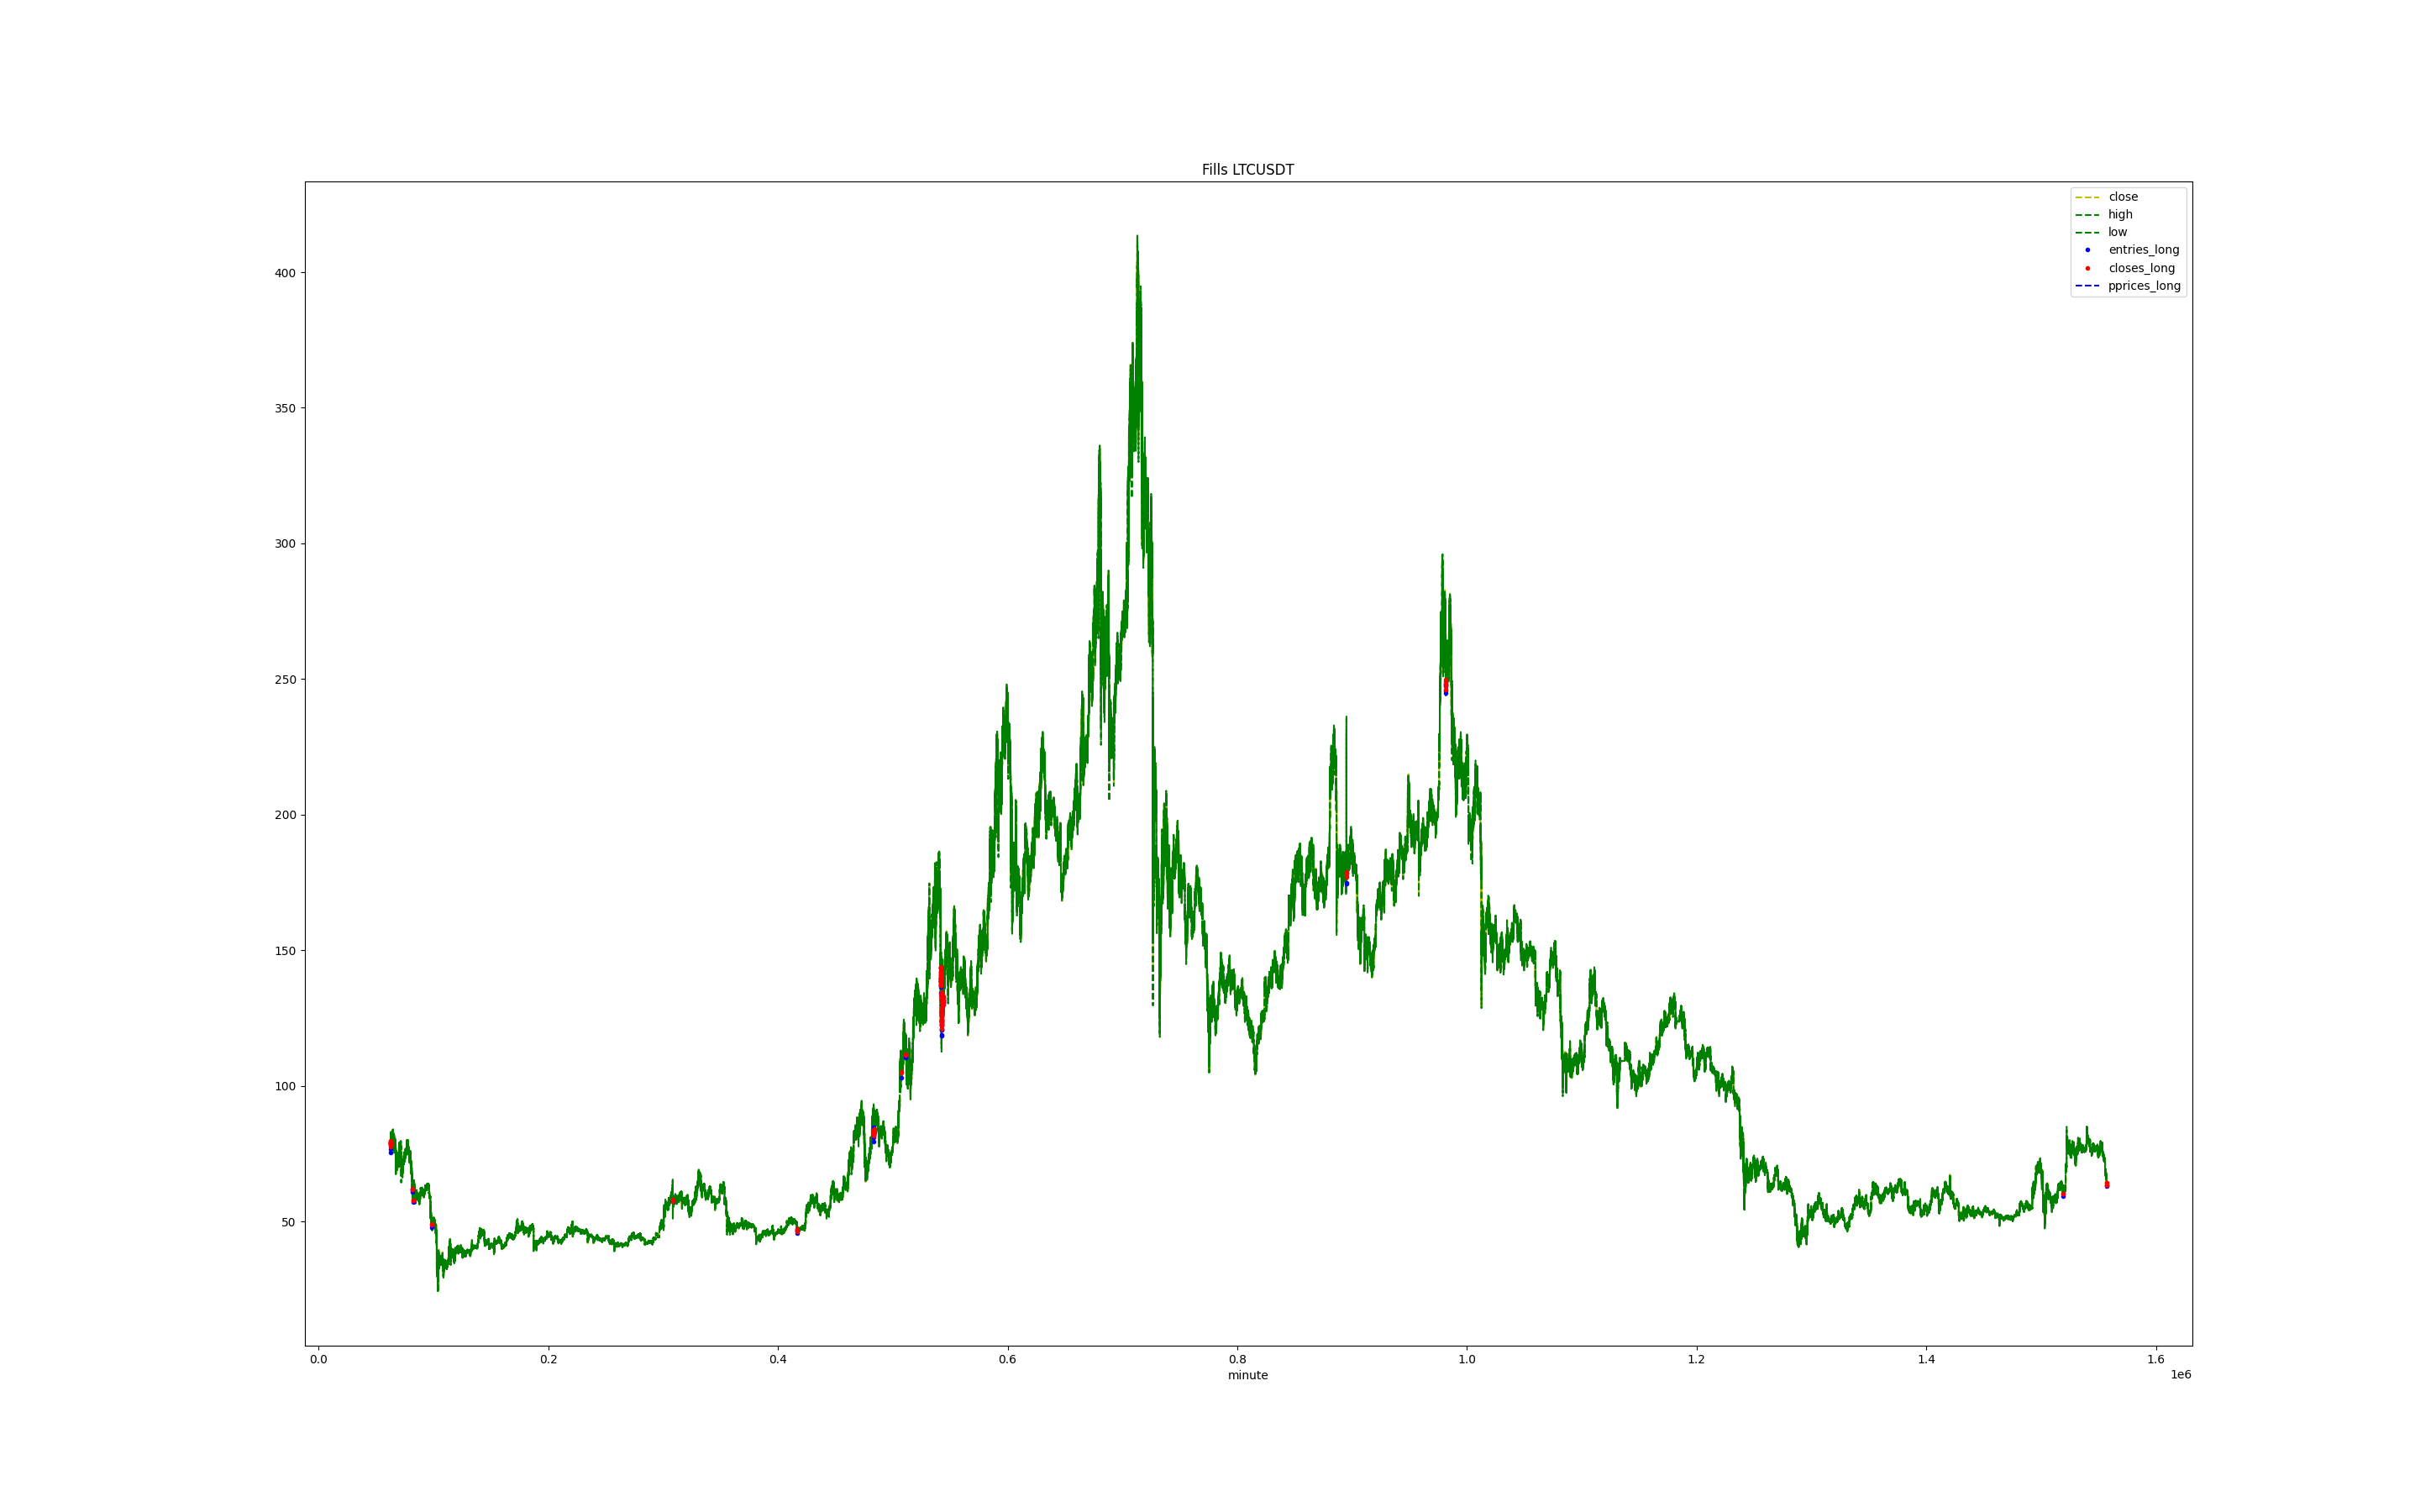 Fills LTCUSDT
close
high
low
entries_long
closes_long
pprices_long
400
350
300
250
200
150
100
50
0.0 0.2 0.4 0.6 0.8 1.0 1.2 1.4 1.6
minute 1e6